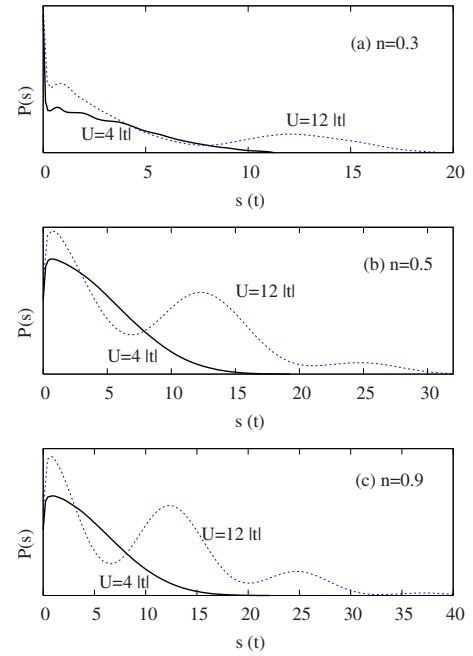 (a) n=0.3
P(s)
U=4 |t|
U=12 |t|
0 5 10 15 20
s (t)
(b) n=0.5
P(s)
U=12 |t|
U=4 |t|
0 5 10 15 20 25 30
s (t)
(c) n=0.9
P(s)
U=12 |t|
U=4 |t|
0 5 10 15 20 25 30 35 40
s (t)